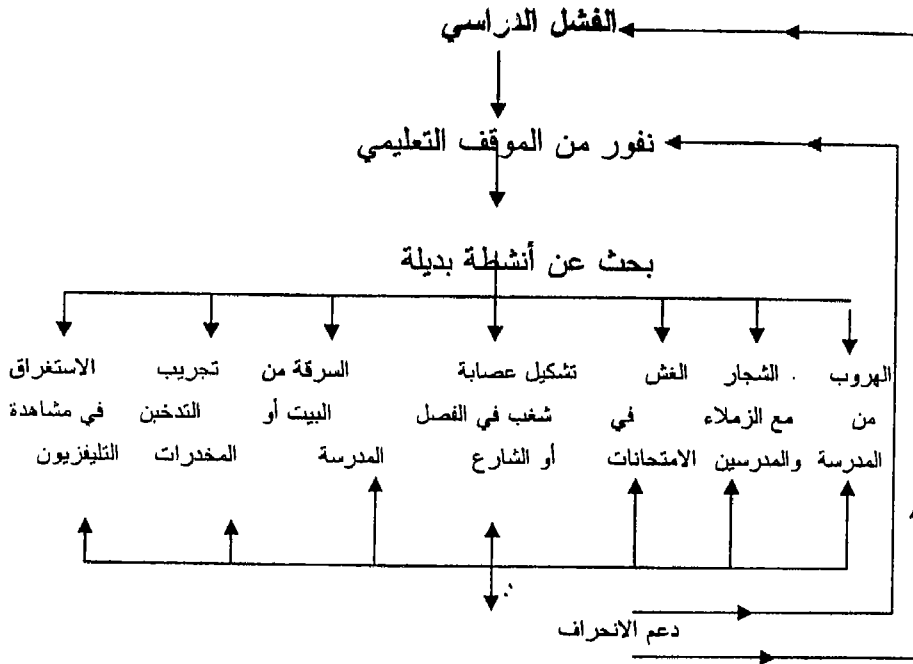 الفشل الدراسي
نفور من الموقف التعليمي
بحث عن أنشطة بديلة
الهروب
من
المدرسة
الشجار
مع الزملاء
والمدرسين
الغش
في
الامتحانات
تشكيل عصابة
شغب في الفصل
أو الشارع
السرقة من
البيت أو
المدرسة
تجريب
التدخين
المخدرات
الاستغراق
في مشاهدة
التليفزيون
دعم الانحراف